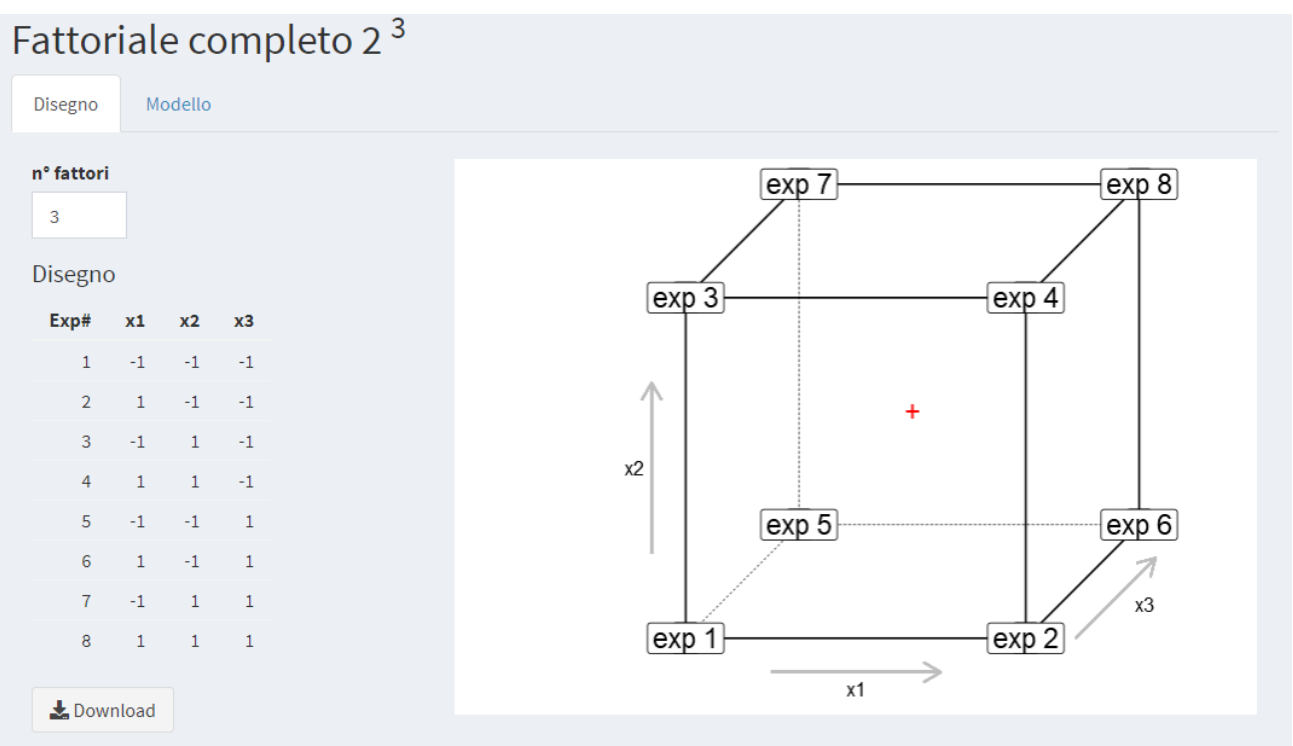 Fattoriale completo 2 3
Disegno Modello
n° fattori
3
Disegno
Exp# x1 x2 x3
1 -1 -1 -1
2 1 -1 -1
3 -1 1 -1
4 1 1 -1
5 -1 -1 1
6 1 -1 1
7 -1 1 1
8 1 1 1
Download
exp 7 exp 8
exp 3 exp 4
x2
exp 5 exp 6
x3
exp 1 exp 2
x1